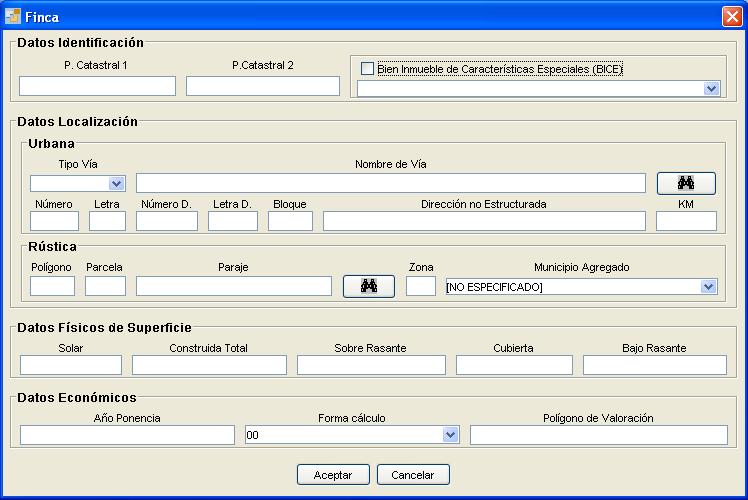 Finca
Datos Identificación
P. Catastral 1
P.Catastral 2
Bien Inmueble de Características Especiales (BICE)
Datos Localización
Urbana
Tipo Vía
Nombre de Vía
Número
Letra
Número D.
Letra D.
Bloque
Dirección no Estructurada
KM
Rústica
Polígono
Parcela
Paraje
Zona
Municipio Agregado
[NO ESPECIFICADO]
Datos Físicos de Superficie
Solar
Construida Total
Sobre Rasante
Cubierta
Bajo Rasante
Datos Económicos
Año Ponencia
Forma cálculo
Polígono de Valoración
00
Aceptar
Cancelar